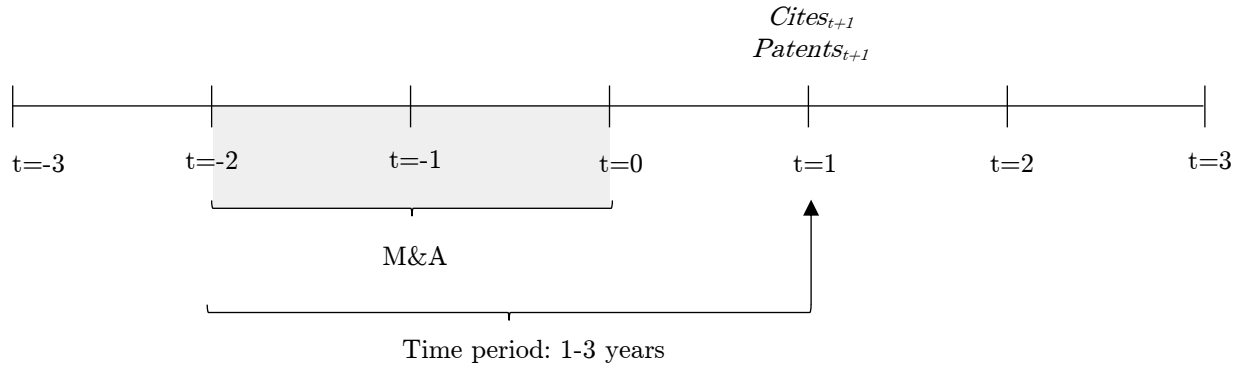 Cites_{t+1}
Patents_{t+1}
t=-3 t=-2 t=-1 t=0 t=1 t=2 t=3
M&A
Time period: 1-3 years